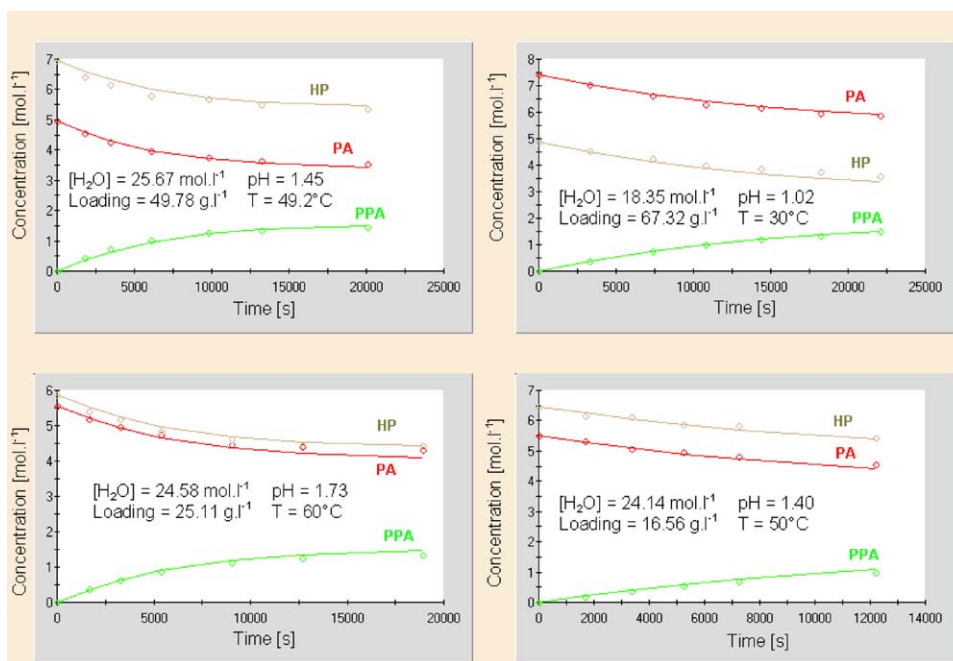 Concentration [mol.l⁻¹]
7
6
5
4
3
2
1
0
HP
PA
[H₂O] = 25.67 mol.l⁻¹ pH = 1.45
Loading = 49.78 g.l⁻¹ T = 49.2°C
PPA
0 5000 10000 15000 20000 25000
Time [s]
Concentration [mol.l⁻¹]
8
7
6
5
4
3
2
1
0
PA
HP
[H₂O] = 18.35 mol.l⁻¹ pH = 1.02
Loading = 67.32 g.l⁻¹ T = 30°C
PPA
0 5000 10000 15000 20000 25000
Time [s]
Concentration [mol.l⁻¹]
6
5
4
3
2
1
0
HP
PA
[H₂O] = 24.58 mol.l⁻¹ pH = 1.73
Loading = 25.11 g.l⁻¹ T = 60°C
PPA
0 5000 10000 15000 20000
Time [s]
Concentration [mol.l⁻¹]
7
6
5
4
3
2
1
0
HP
PA
[H₂O] = 24.14 mol.l⁻¹ pH = 1.40
Loading = 16.56 g.l⁻¹ T = 50°C
PPA
0 2000 4000 6000 8000 10000 12000 14000
Time [s]